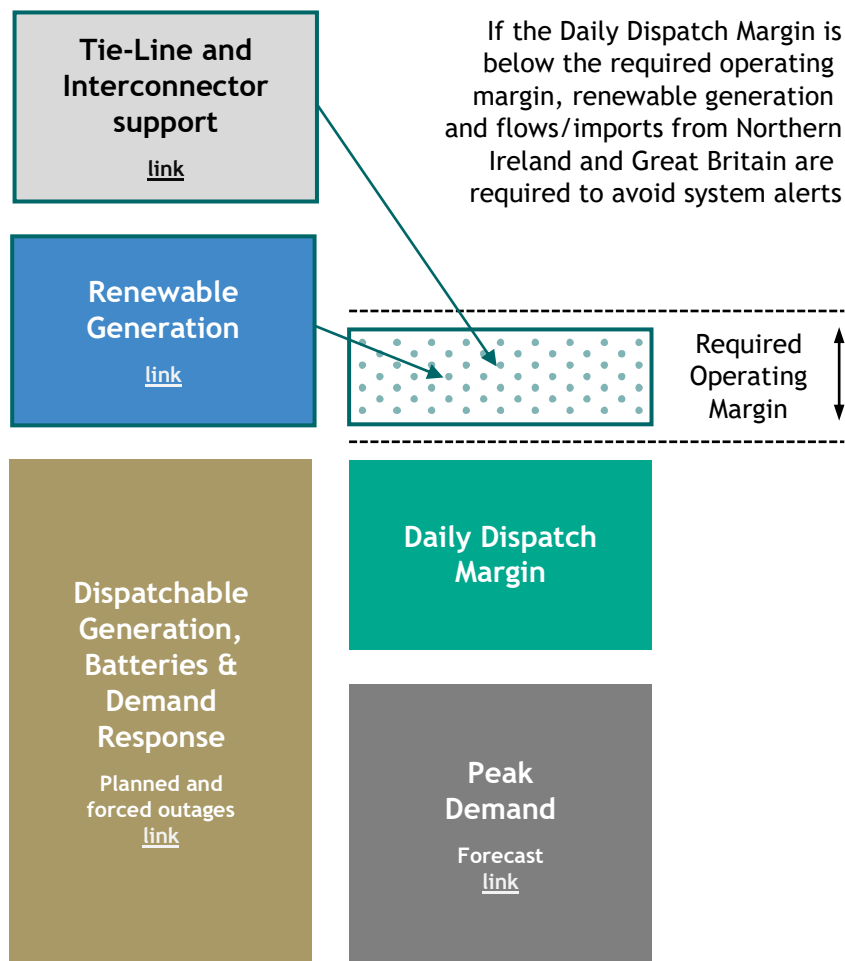 Tie-Line and
Interconnector
support
link
If the Daily Dispatch Margin is
below the required operating
margin, renewable generation
and flows/imports from Northern
Ireland and Great Britain are
required to avoid system alerts
Renewable
Generation
link
Required
Operating
Margin
Daily Dispatch
Margin
Dispatchable
Generation,
Batteries &
Demand
Response
Planned and
forced outages
link
Peak
Demand
Forecast
link